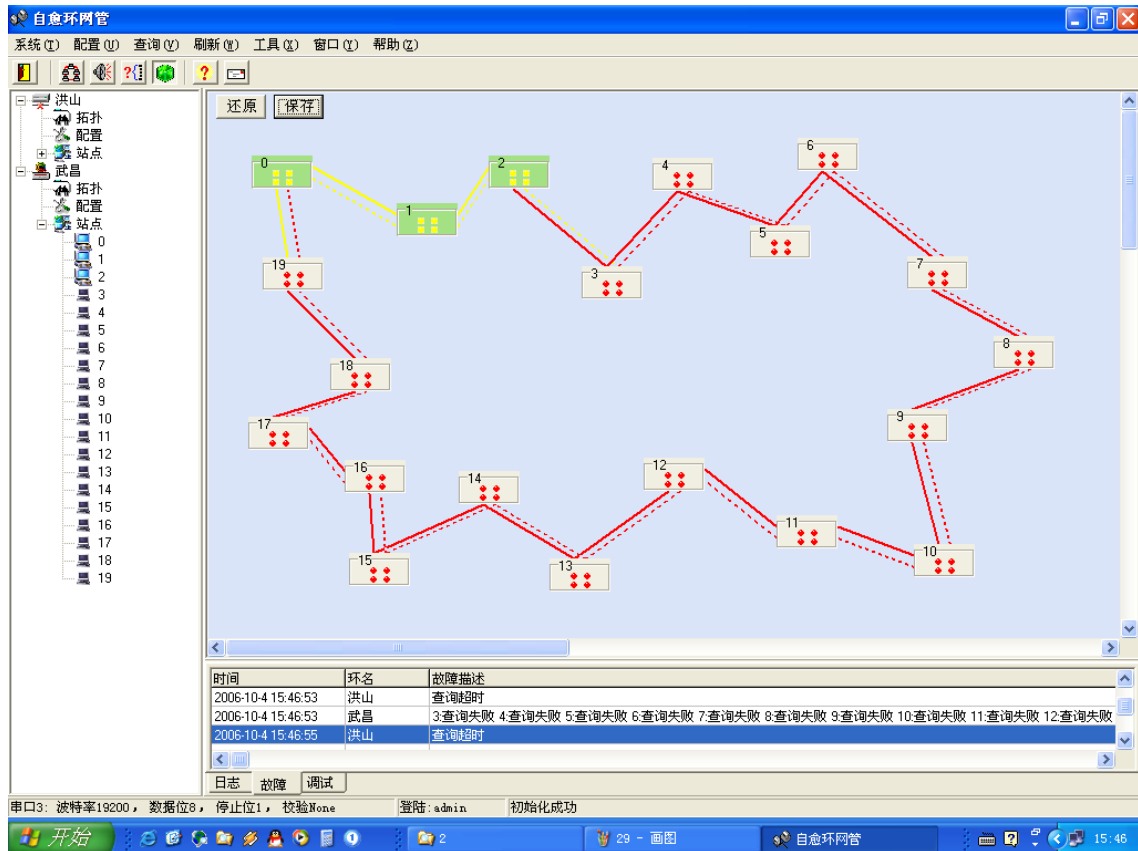 自愈环网管
系统(T) 配置(U) 查询(V) 刷新(W) 工具(X) 窗口(Y) 帮助(Z)
洪山
拓扑
配置
站点
武昌
拓扑
配置
站点
0
1
2
3
4
5
6
7
8
9
10
11
12
13
14
15
16
17
18
19
还原 保存
0
2
4
6
1
5
19
3
7
18
8
17
9
16
14
12
11
15
13
10
时间 环名 故障描述
2006-10-4 15:46:53 洪山 查询超时
2006-10-4 15:46:53 武昌 3:查询失败 4:查询失败 5:查询失败 6:查询失败 7:查询失败 8:查询失败 9:查询失败 10:查询失败 11:查询失败 12:查询失败
2006-10-4 15:46:55 洪山 查询超时
日志 故障 调试
串口3: 波特率19200, 数据位8, 停止位1, 校验None 登陆:admin 初始化成功
开始 2 29 - 画图 自愈环网管 15:46